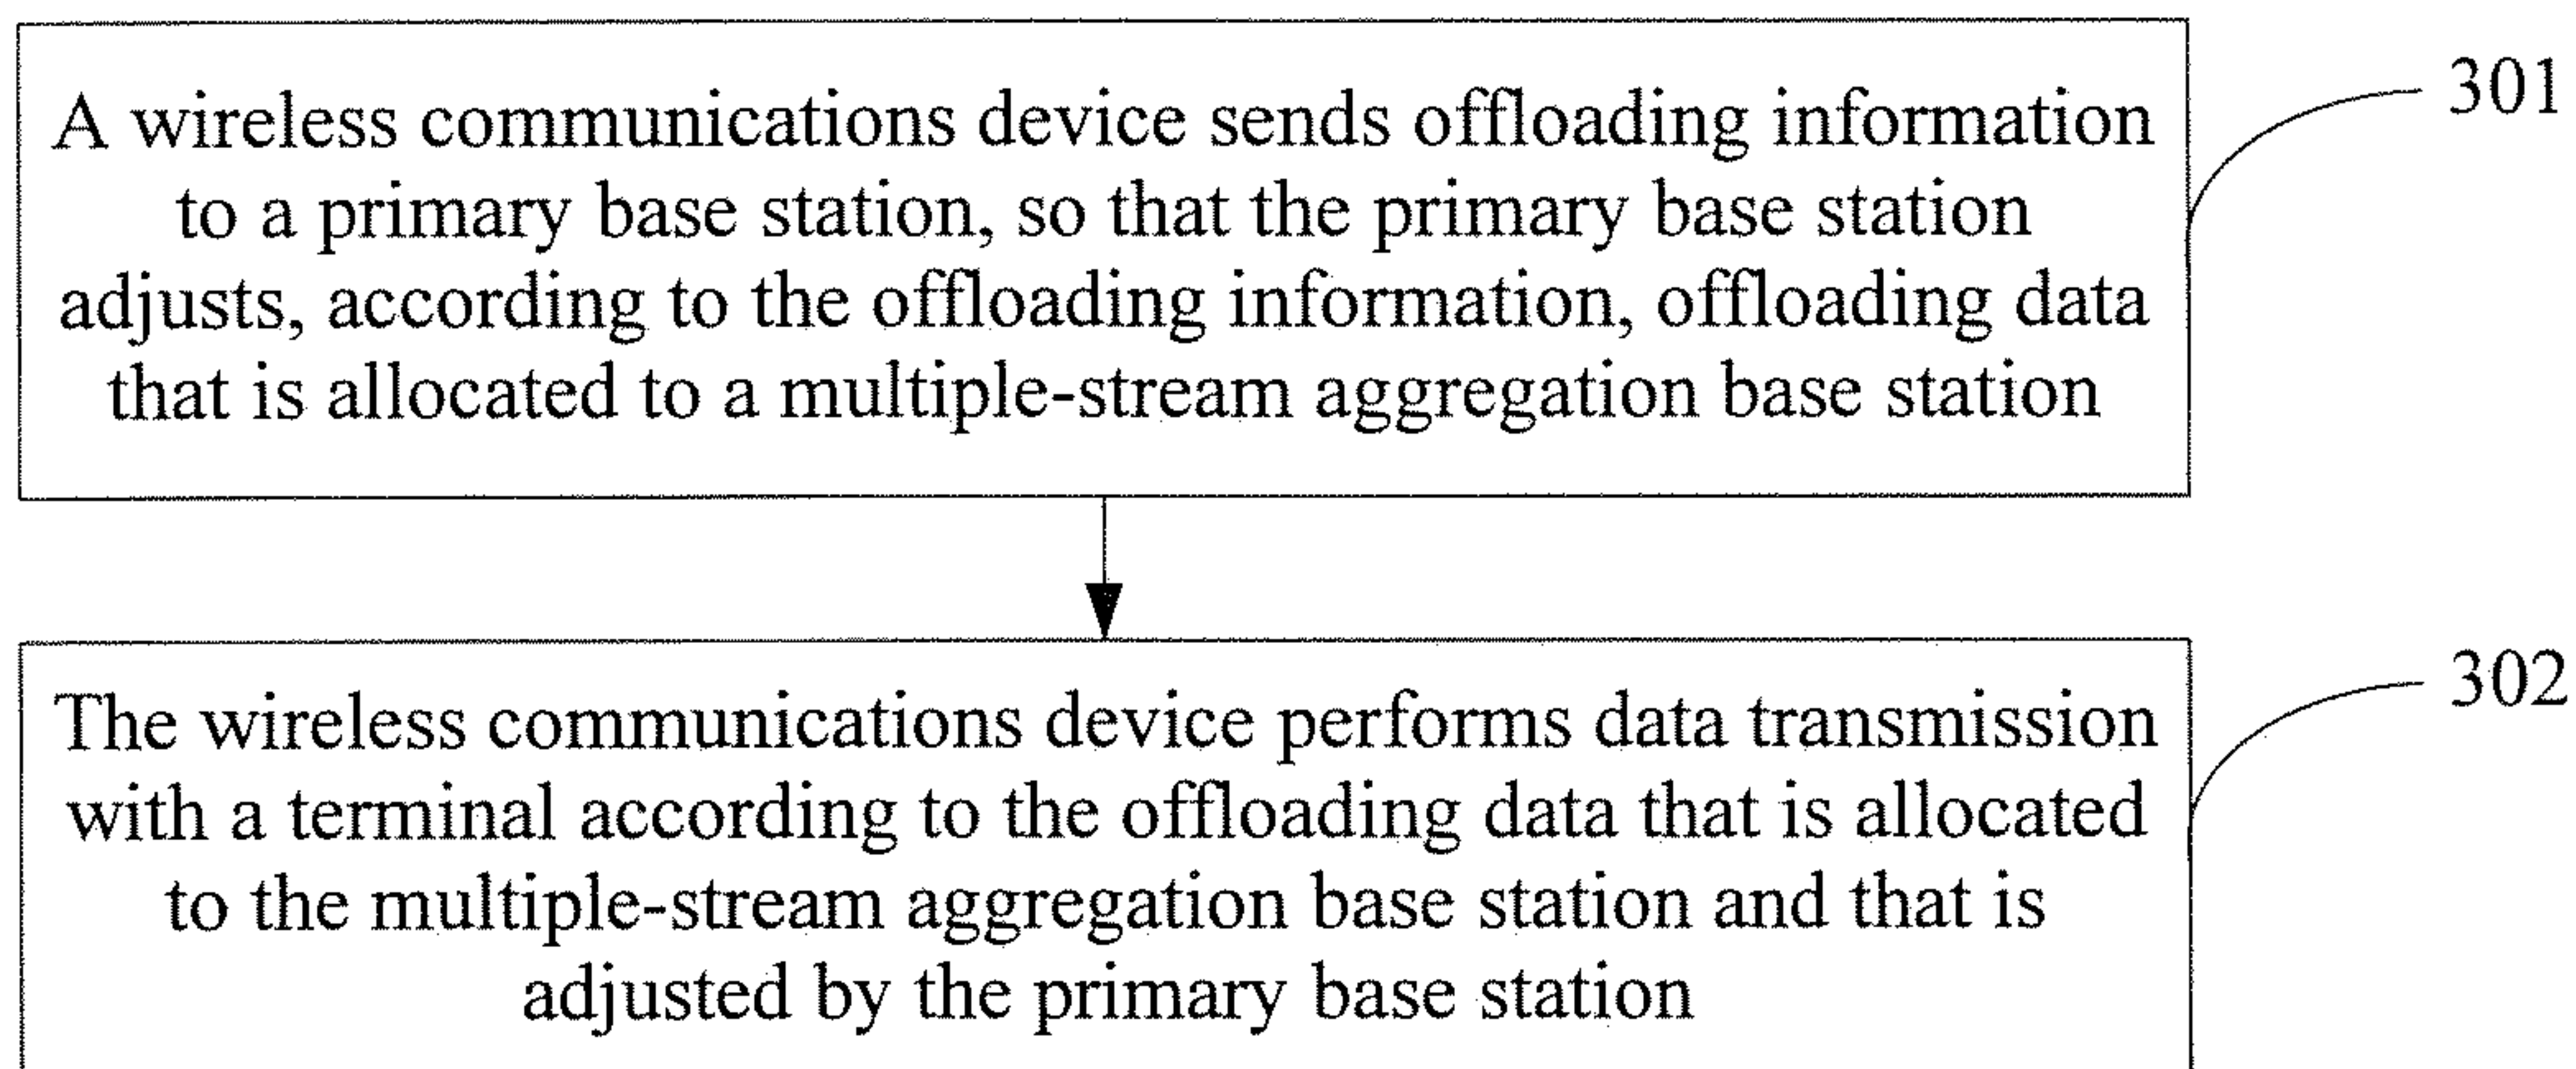 A wireless communications device sends offloading information
to a primary base station, so that the primary base station
adjusts, according to the offloading information, offloading data
that is allocated to a multiple-stream aggregation base station
301
The wireless communications device performs data transmission
with a terminal according to the offloading data that is allocated
to the multiple-stream aggregation base station and that is
adjusted by the primary base station
302